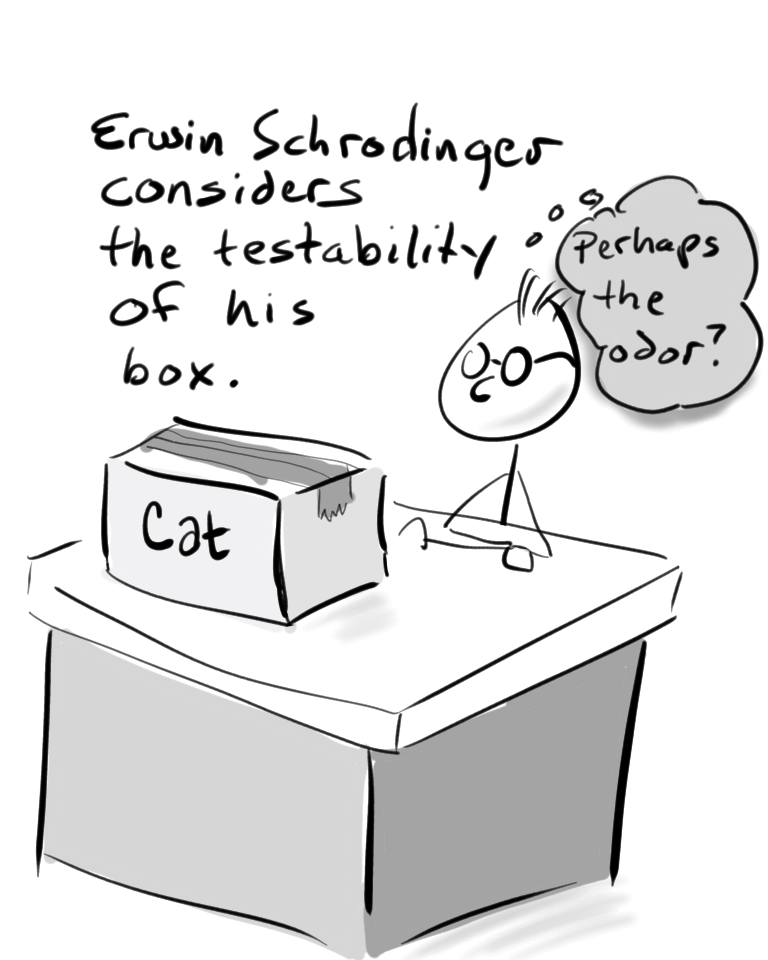 Erwin Schrodinger
considers
the testability
of his
box.
Perhaps
the
odor?
Cat